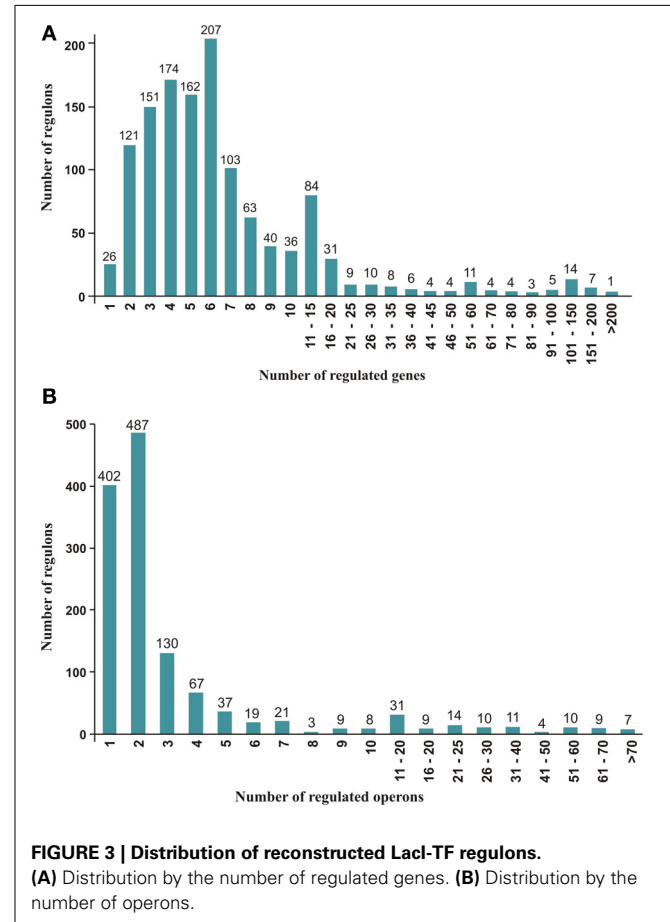 A
Number of regulons
200
150
100
50
0
26
121
151
174
162
207
103
63
40
36
84
31
9
10
8
6
4
4
11
4
4
3
5
14
7
1
1
2
3
4
5
6
7
8
9
10
11 - 15
16 - 20
21 - 25
26 - 30
31 - 35
36 - 40
41 - 45
46 - 50
51 - 60
61 - 70
71 - 80
81 - 90
91 - 100
101 - 150
151 - 200
>200
Number of regulated genes
B
Number of regulons
500
400
300
200
100
0
402
487
130
67
37
19
21
3
9
8
31
9
14
10
11
4
10
9
7
1
2
3
4
5
6
7
8
9
10
11 - 20
16 - 20
21 - 25
26 - 30
31 - 40
41 - 50
51 - 60
61 - 70
>70
Number of regulated operons
FIGURE 3 | Distribution of reconstructed LacI-TF regulons.
(A) Distribution by the number of regulated genes. (B) Distribution by the
number of operons.